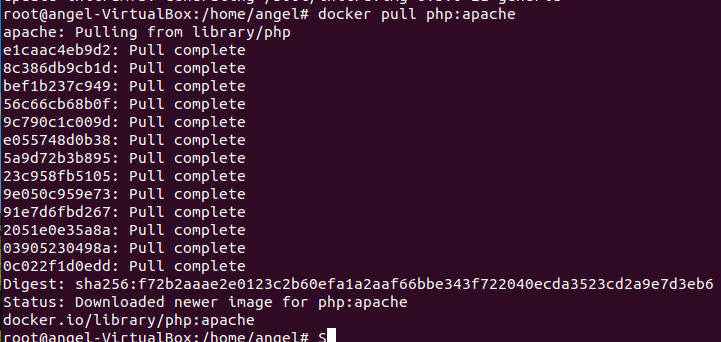 root@angel-VirtualBox:/home/angel# docker pull php:apache
apache: Pulling from library/php
e1caac4eb9d2: Pull complete
8c386db9cb1d: Pull complete
bef1b237c949: Pull complete
56c66cb68b0f: Pull complete
9c790c1c009d: Pull complete
e055748d0b38: Pull complete
5a9d72b3b895: Pull complete
23c958fb5105: Pull complete
9e050c959e73: Pull complete
91e7d6fbd267: Pull complete
2051e0e35a8a: Pull complete
03905230498a: Pull complete
0c022f1d0edd: Pull complete
Digest: sha256:f72b2aaae2e0123c2b60efa1a2aaf66bbe343f722040ecda3523cd2a9e7d3eb6
Status: Downloaded newer image for php:apache
docker.io/library/php:apache
root@angel-VirtualBox:/home/angel# S